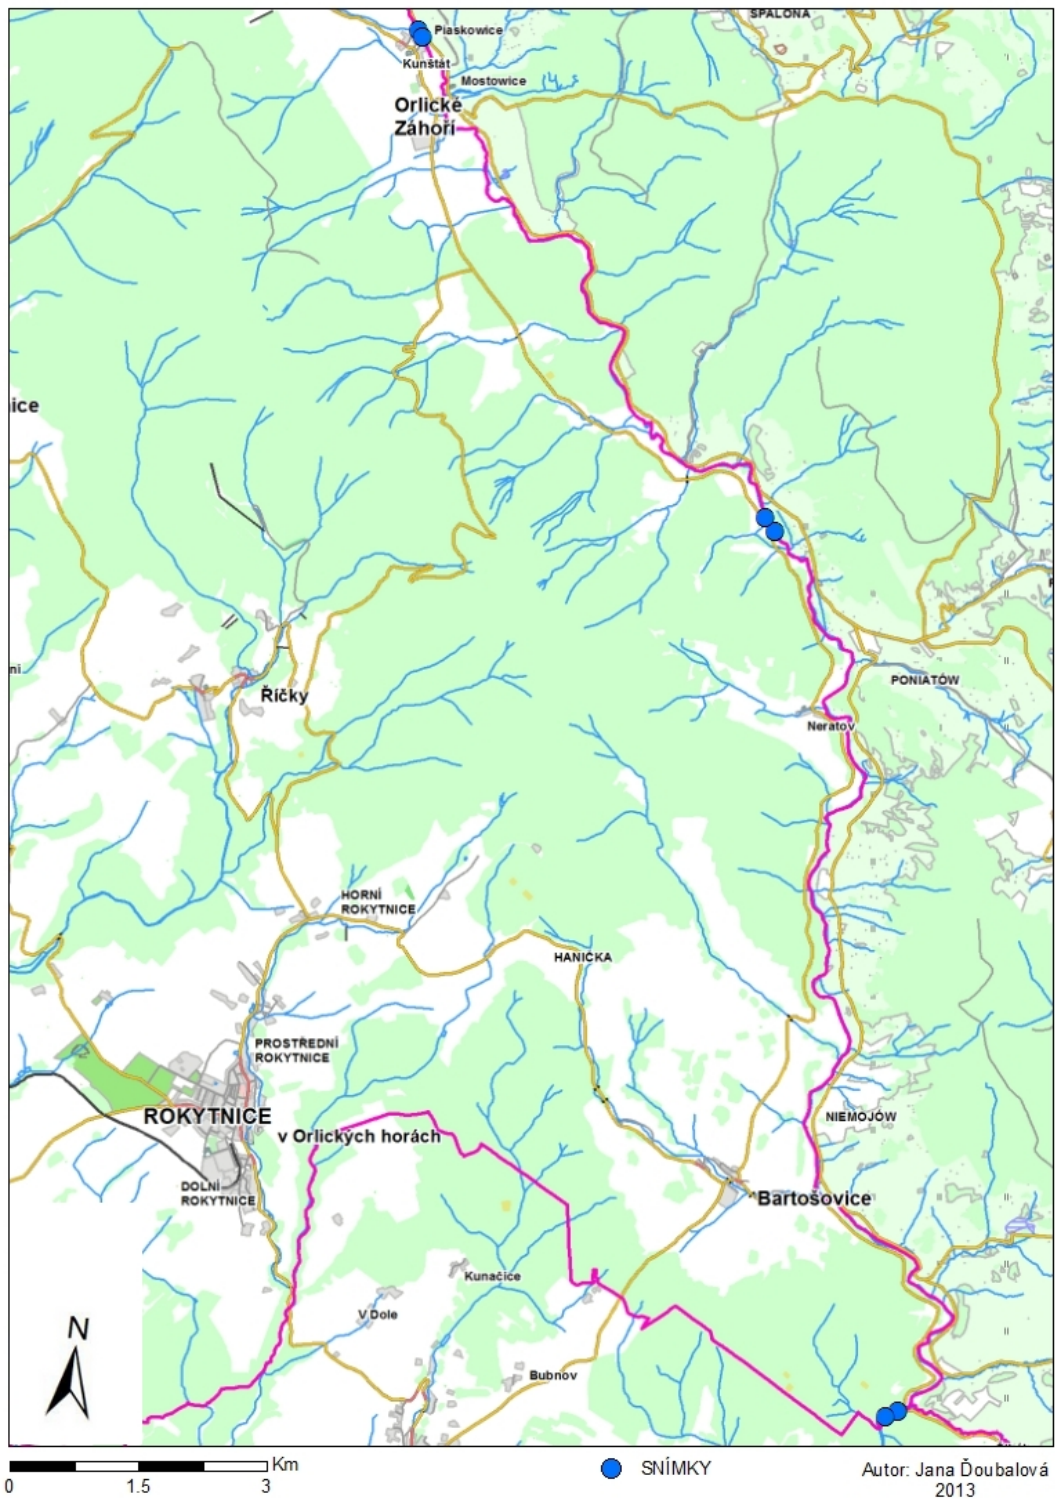 SPALONA
Piaskowice
Kunštát
Mostowice
Orlické
Záhoří
ice
ni
Říčky
PONIATÓW
Neratov
HORNÍ
ROKYTNICE
HANIČKA
PROSTŘEDNÍ
ROKYTNICE
ROKYTNICE
v Orlických horách
NIEMOJÓW
DOLNÍ
ROKYTNICE
Bartošovice
Kunačice
V Dole
Bubnov
N
Km
0 1.5 3
SNÍMKY
Autor: Jana Ďoubalová
2013